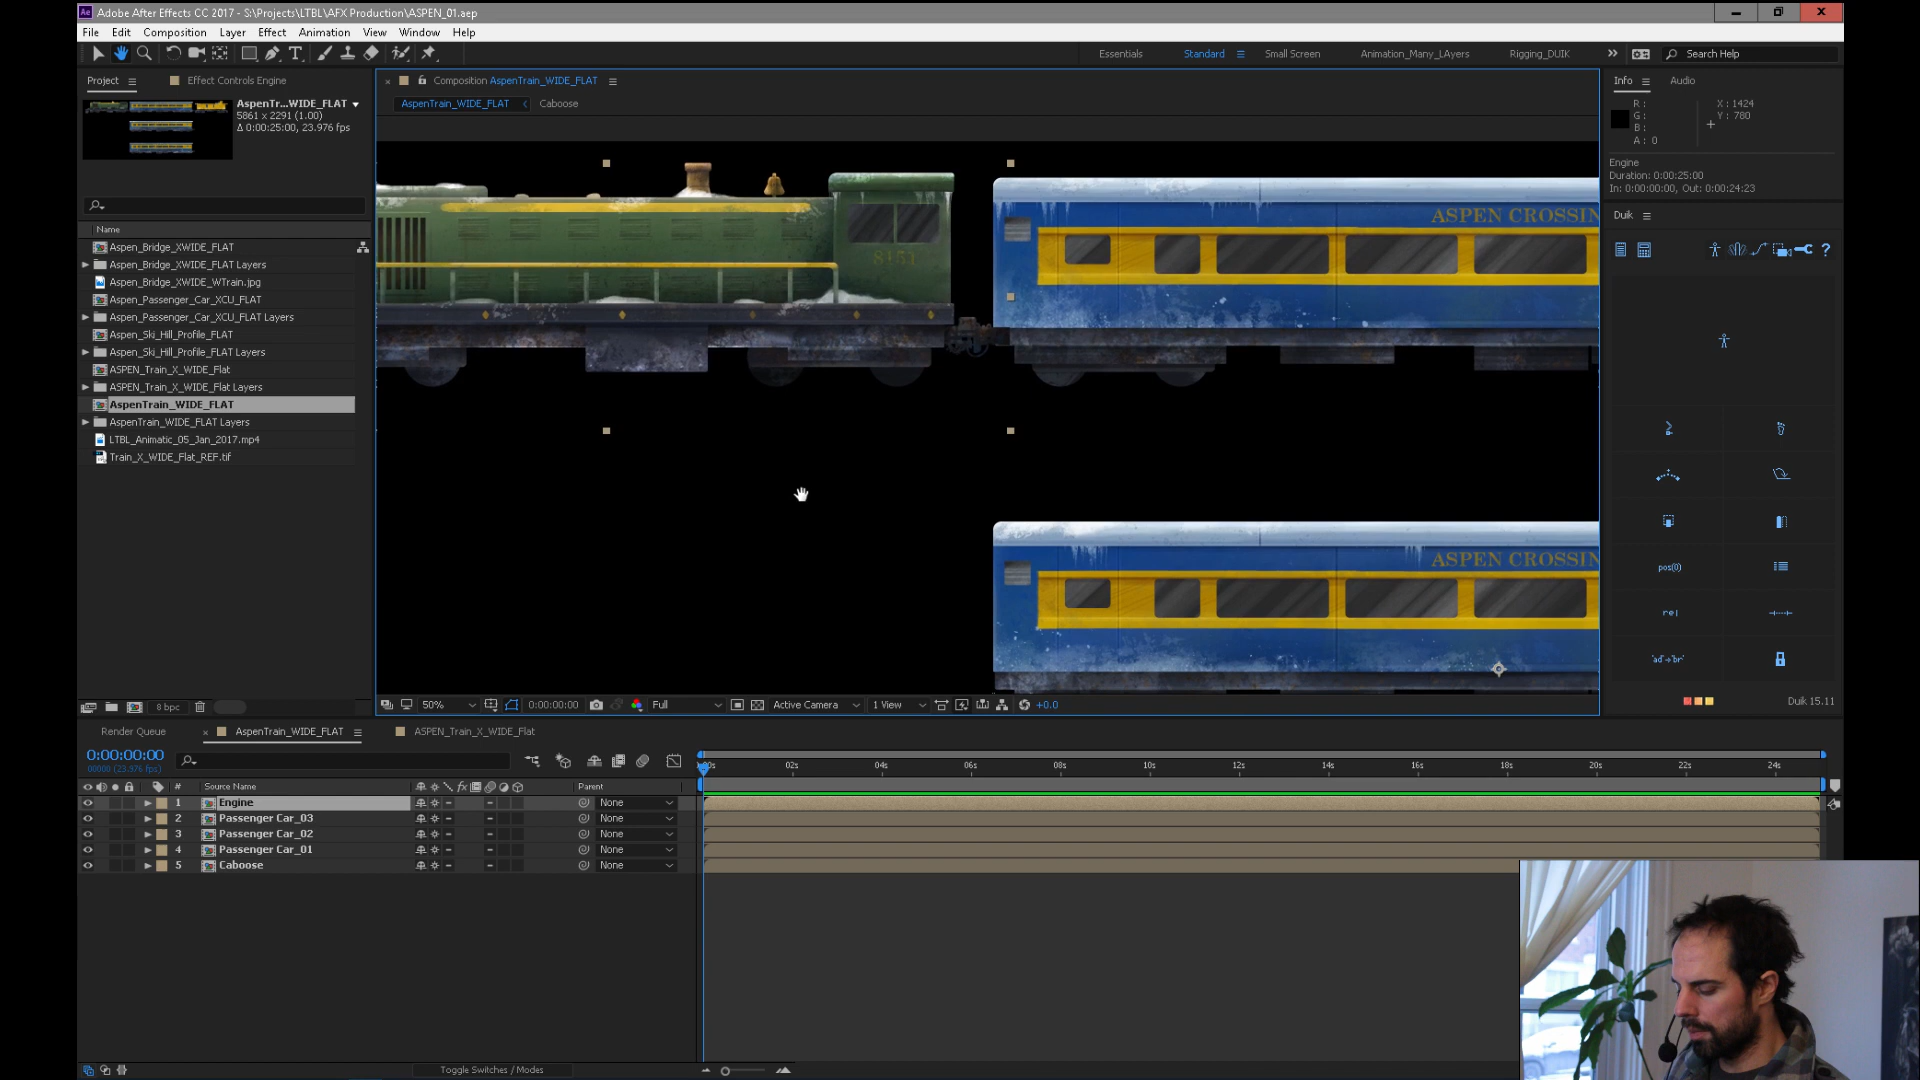 Ae Adobe After Effects CC 2017 - S:\Projects\LTBL\AFX Production\ASPEN_01.aep
File Edit Composition Layer Effect Animation View Window Help
Essentials Standard Small Screen Animation_Many_LAyers Rigging_DUIK Search Help
Project Effect Controls Engine
AspenTr...WIDE_FLAT
5861 x 2291 (1.00)
Δ 0:00:25:00, 23.976 fps
Name
Aspen_Bridge_XWIDE_FLAT
Aspen_Bridge_XWIDE_FLAT Layers
Aspen_Bridge_XWIDE_WTrain.jpg
Aspen_Passenger_Car_XCU_FLAT
Aspen_Passenger_Car_XCU_FLAT Layers
Aspen_Ski_Hill_Profile_FLAT
Aspen_Ski_Hill_Profile_FLAT Layers
ASPEN_Train_X_WIDE_Flat
ASPEN_Train_X_WIDE_Flat Layers
AspenTrain_WIDE_FLAT
AspenTrain_WIDE_FLAT Layers
LTBL_Animatic_05_Jan_2017.mp4
Train_X_WIDE_Flat_REF.tif
8 bpc
Composition AspenTrain_WIDE_FLAT
AspenTrain_WIDE_FLAT Caboose
8151
ASPEN CROSSIN
ASPEN CROSSIN
50% 0:00:00:00 Full Active Camera 1 View +0.0
Info Audio
R :
G :
B :
A : 0
X : 1424
Y : 780
Engine
Duration: 0:00:25:00
In: 0:00:00:00, Out: 0:00:24:23
Duik
?
pos(0)
rel
'ad'→'br'
Duik 15.11
Render Queue AspenTrain_WIDE_FLAT ASPEN_Train_X_WIDE_Flat
0:00:00:00
00000 (23.976 fps)
:00s 02s 04s 06s 08s 10s 12s 14s 16s 18s 20s 22s 24s
# Source Name fx Parent
1 Engine None
2 Passenger Car_03 None
3 Passenger Car_02 None
4 Passenger Car_01 None
5 Caboose None
Toggle Switches / Modes